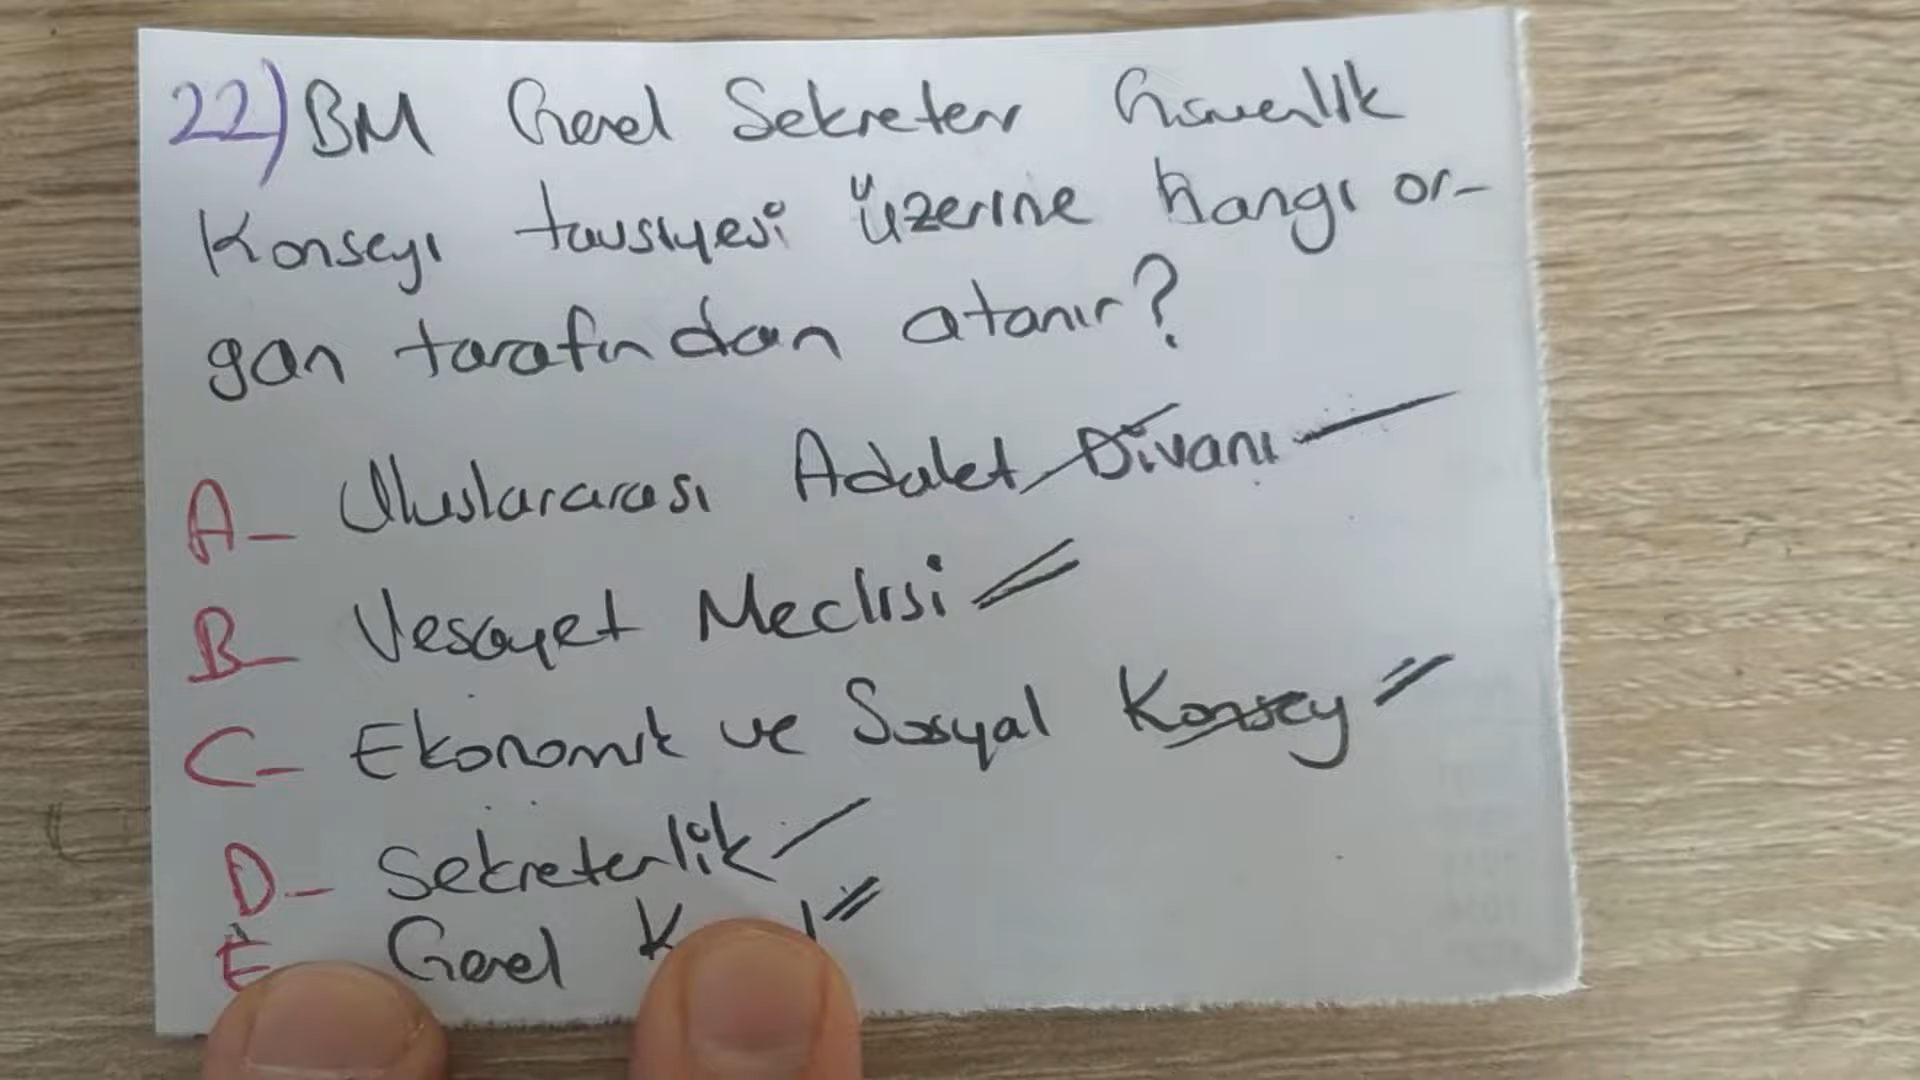 22) BM Genel Sekreteri Güvenlik
Konseyi tavsiyesi üzerine hangi or-
gan tarafından atanır?
A- Uluslararası Adalet Divanı
B- Vesayet Meclisi
C- Ekonomik ve Sosyal Konsey
D- Sekreterlik
E Genel